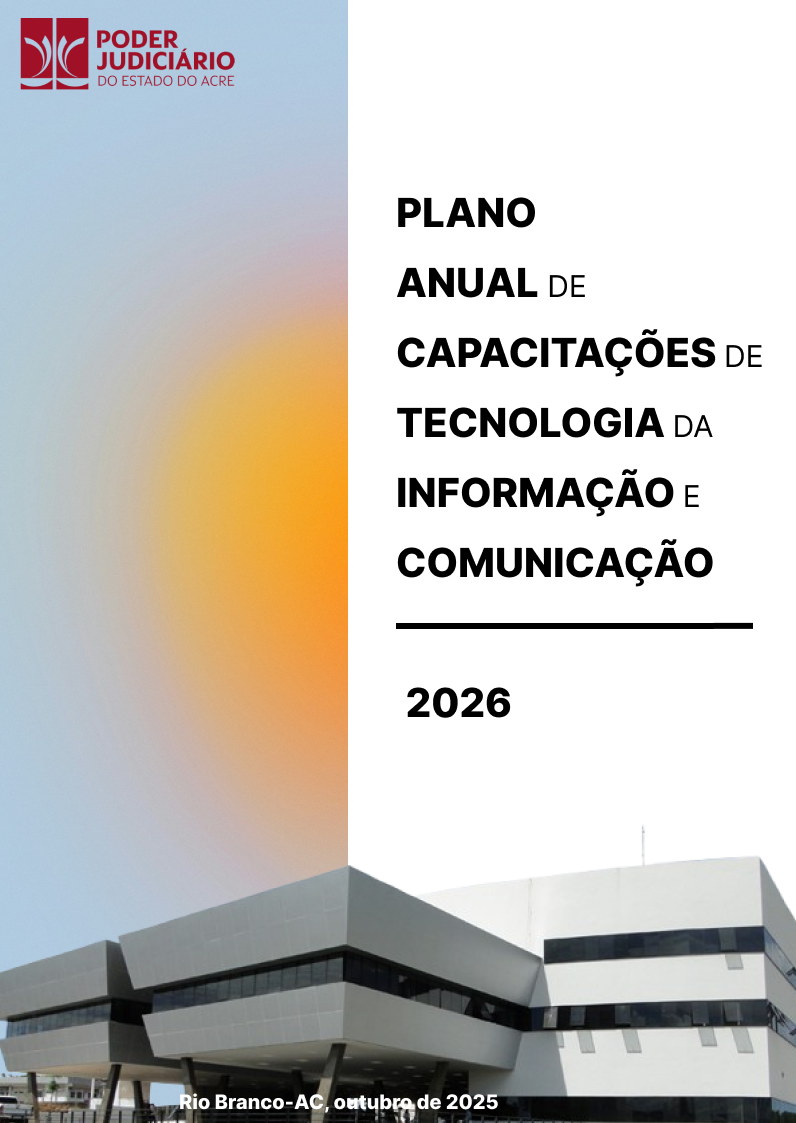 PODER
JUDICIÁRIO
DO ESTADO DO ACRE
PLANO
ANUAL DE
CAPACITAÇÕES DE
TECNOLOGIA DA
INFORMAÇÃO E
COMUNICAÇÃO
2026
Rio Branco-AC, outubro de 2025